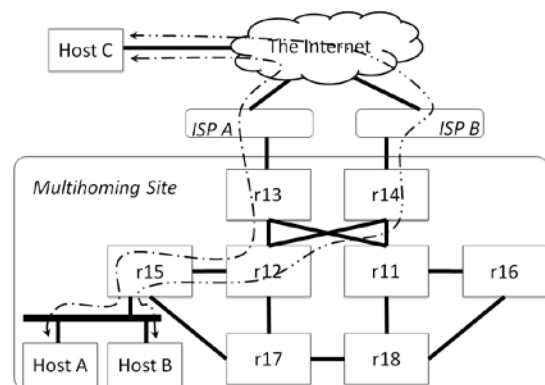 Host C
The Internet
ISP A
ISP B
Multihoming Site
r13
r14
r15
r12
r11
r16
Host A
Host B
r17
r18